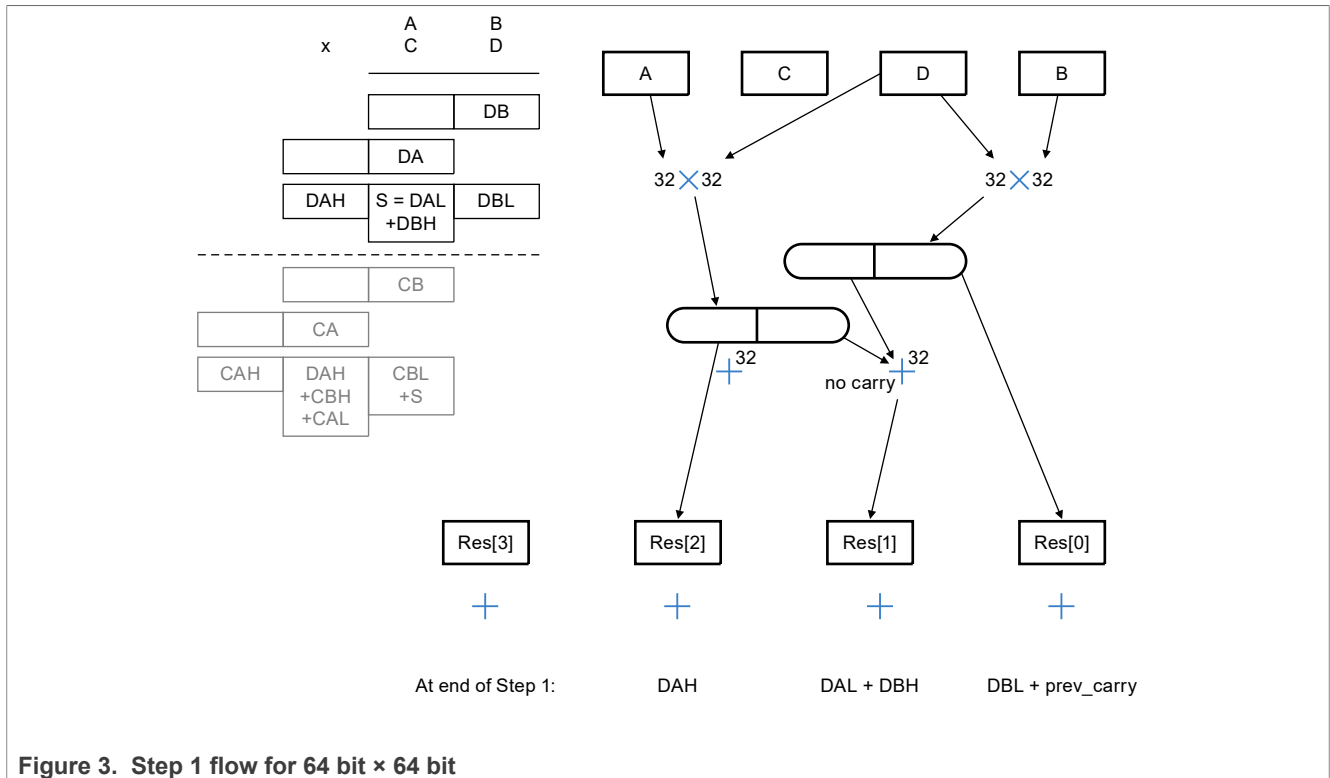 A B
x C D
DB
DA
DAH S = DAL DBL
+DBH
CB
CA
CAH DAH CBL
+CBH +S
+CAL
A C D B
32 32 32 32
32 32
no carry
Res[3] Res[2] Res[1] Res[0]
At end of Step 1: DAH DAL + DBH DBL + prev_carry
Figure 3. Step 1 flow for 64 bit × 64 bit